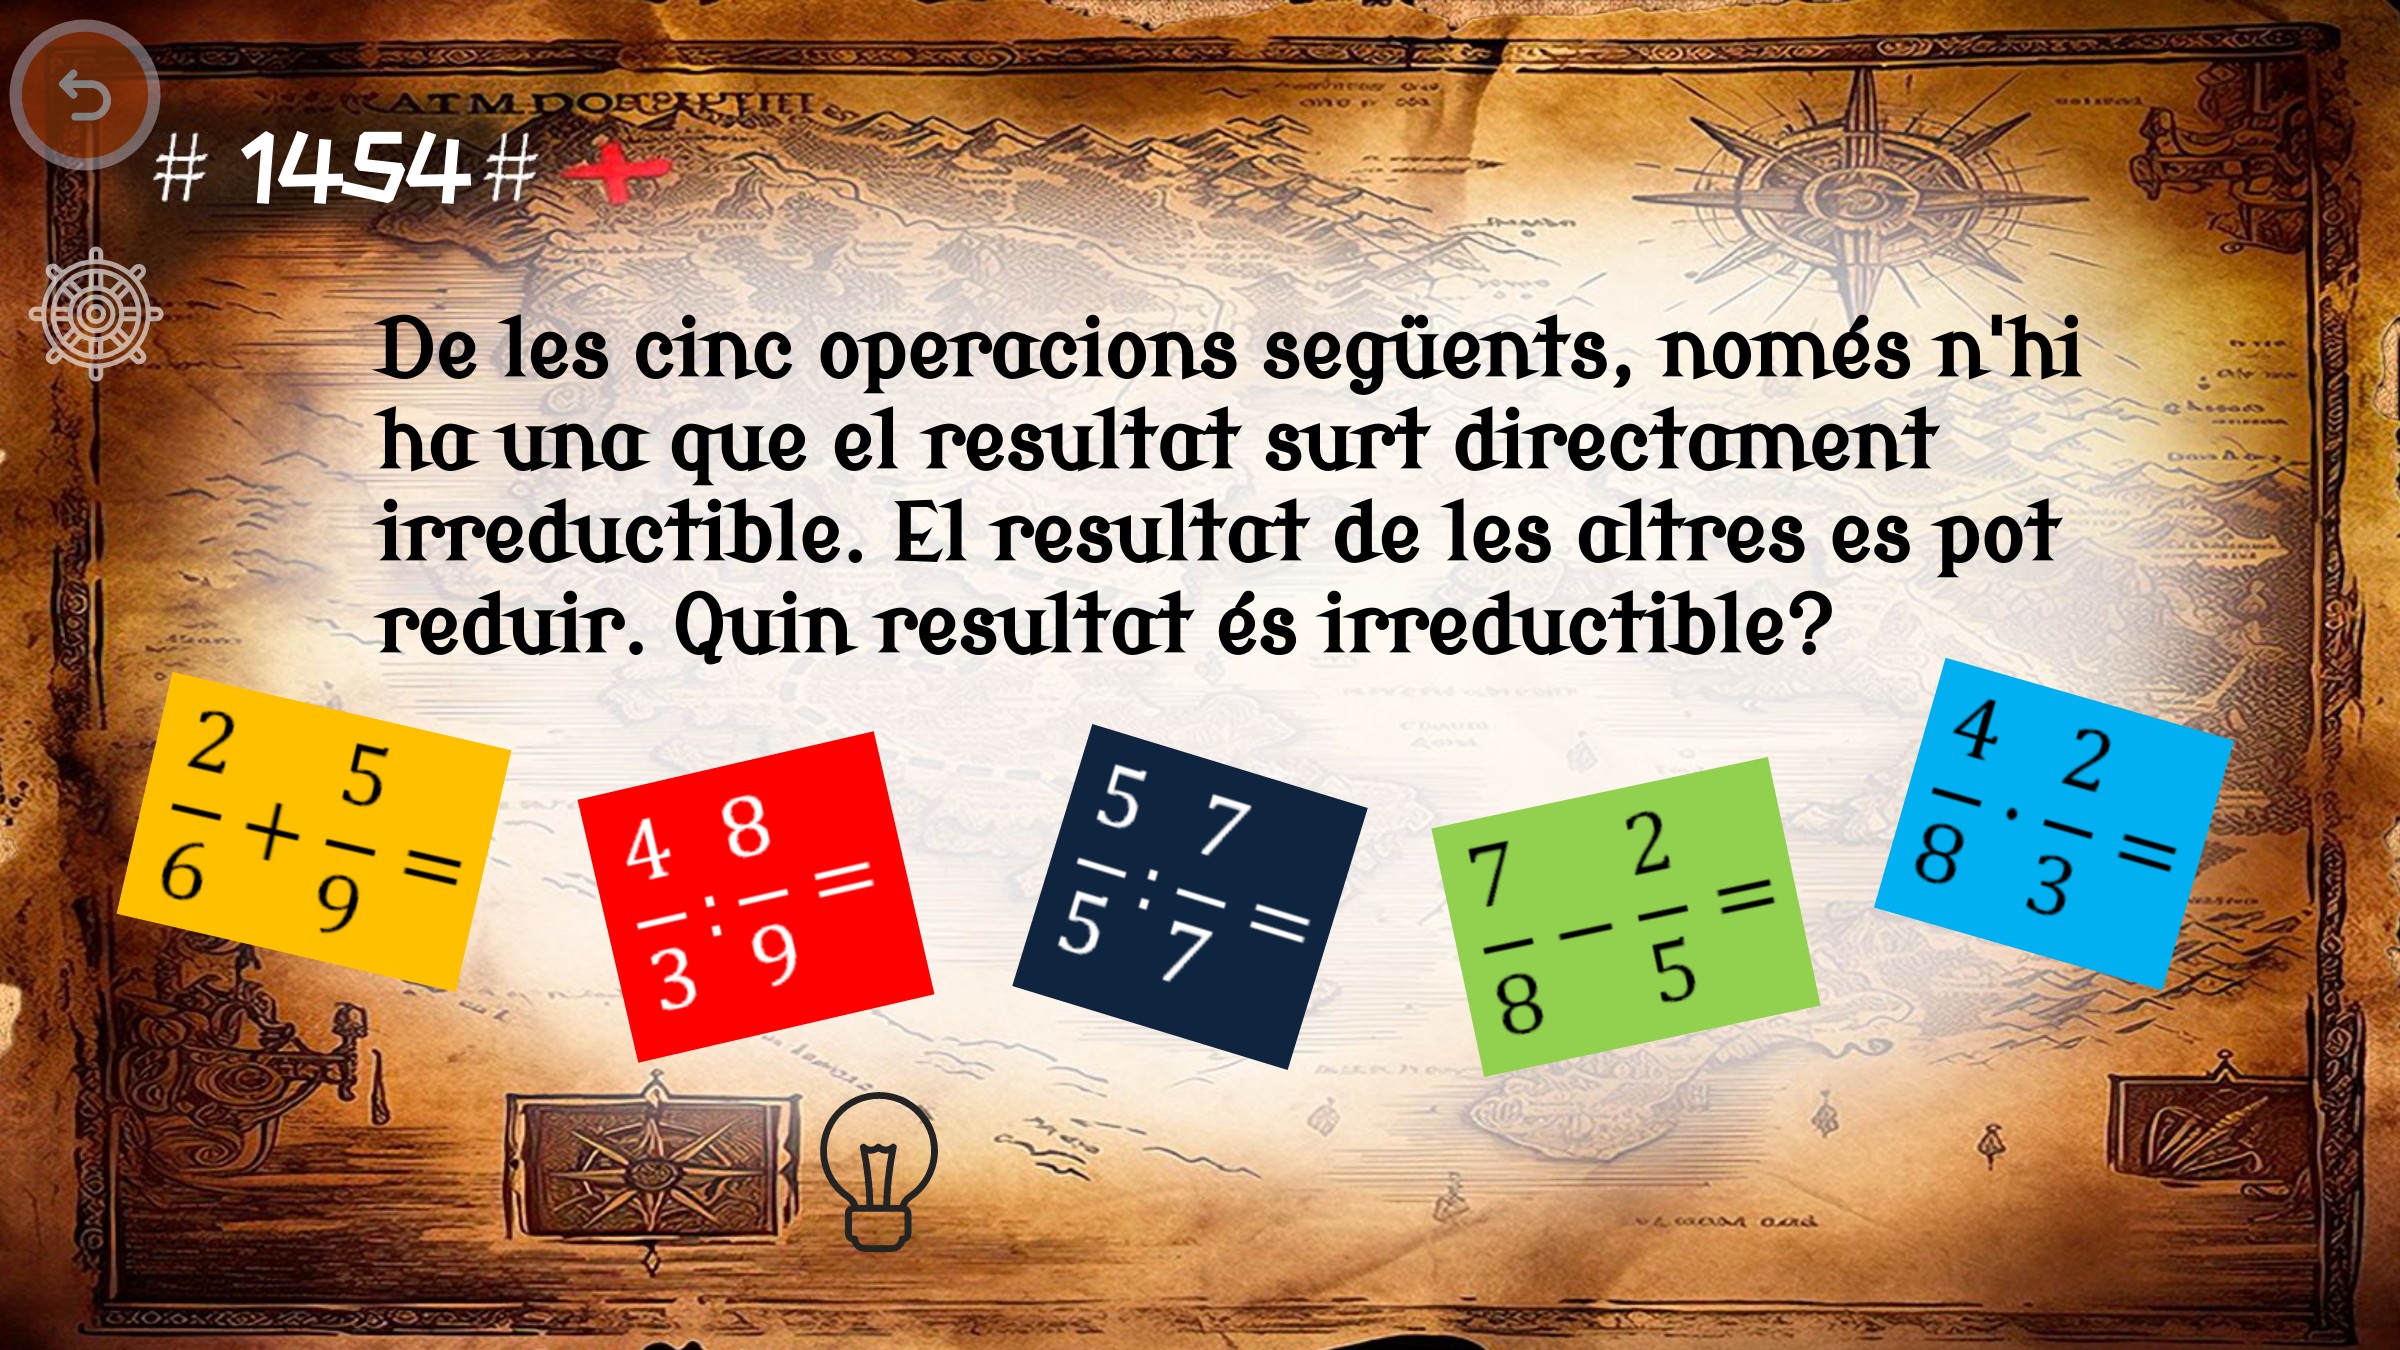 # 1454 #
De les cinc operacions següents, només n'hi
ha una que el resultat surt directament
irreductible. El resultat de les altres es pot
reduir. Quin resultat és irreductible?
2/6 + 5/9 =
4/3 : 8/9 =
5/5 : 7/7 =
7/8 − 2/5 =
4/8 · 2/3 =